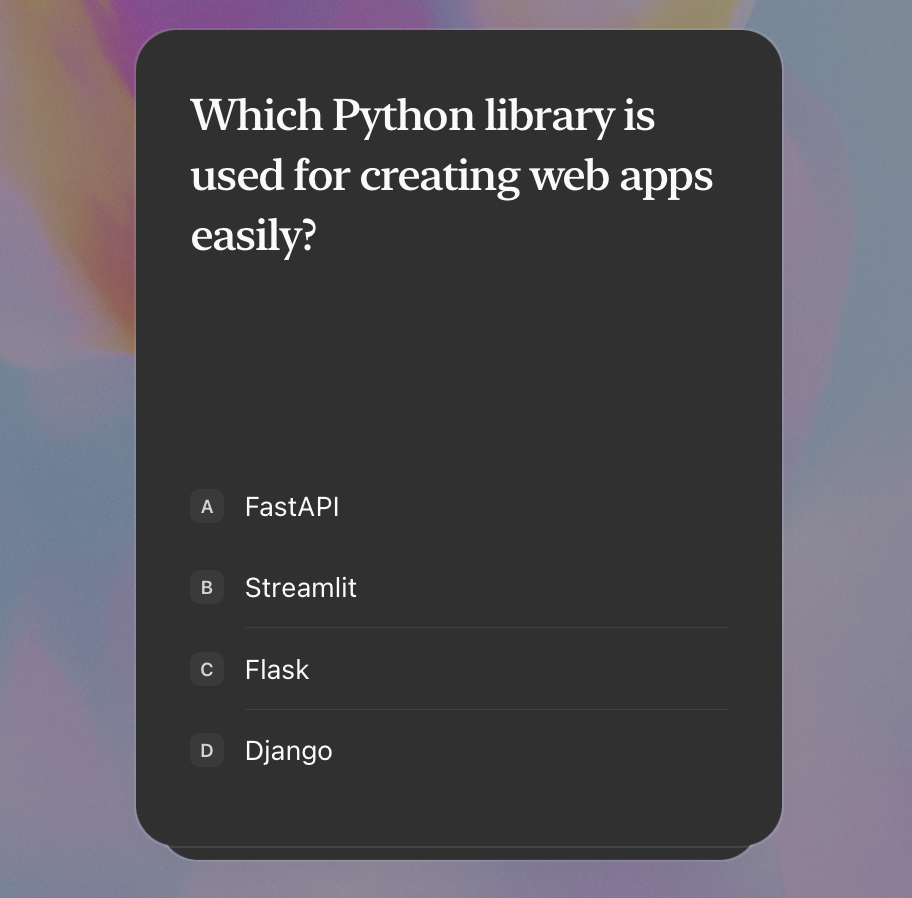 Which Python library is
used for creating web apps
easily?
A FastAPI
B Streamlit
C Flask
D Django